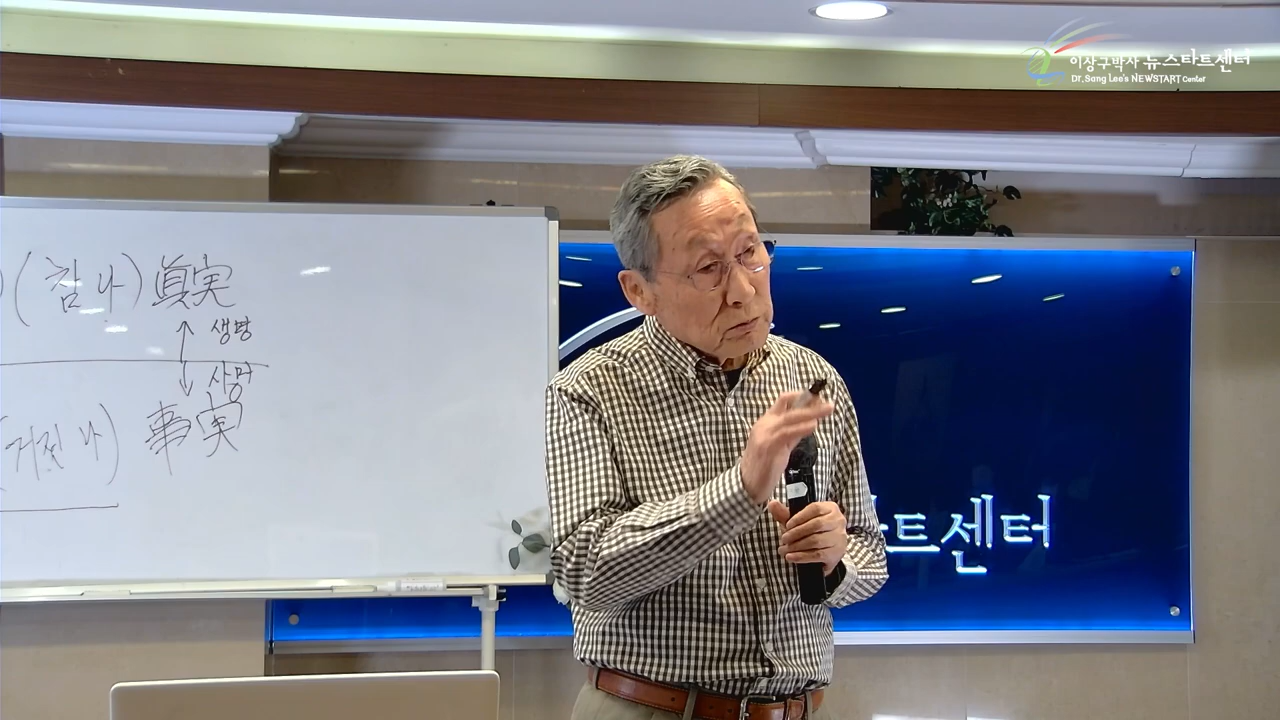 이상구박사 뉴스타트센터
Dr. Sang Lee's NEWSTART Center
(참 나) 眞実
생명
사망
(거짓 나) 事実
트센터